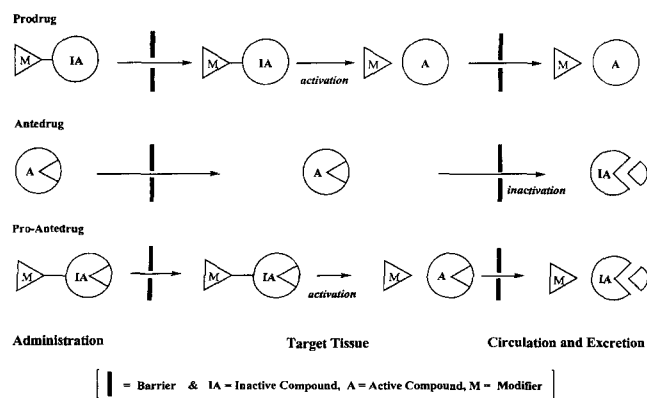 Prodrug
M IA M IA M A M A
activation
Antedrug
A A IA
inactivation
Pro-Antedrug
M IA M IA M A M IA
activation
Administration Target Tissue Circulation and Excretion
= Barrier & IA = Inactive Compound, A = Active Compound, M = Modifier